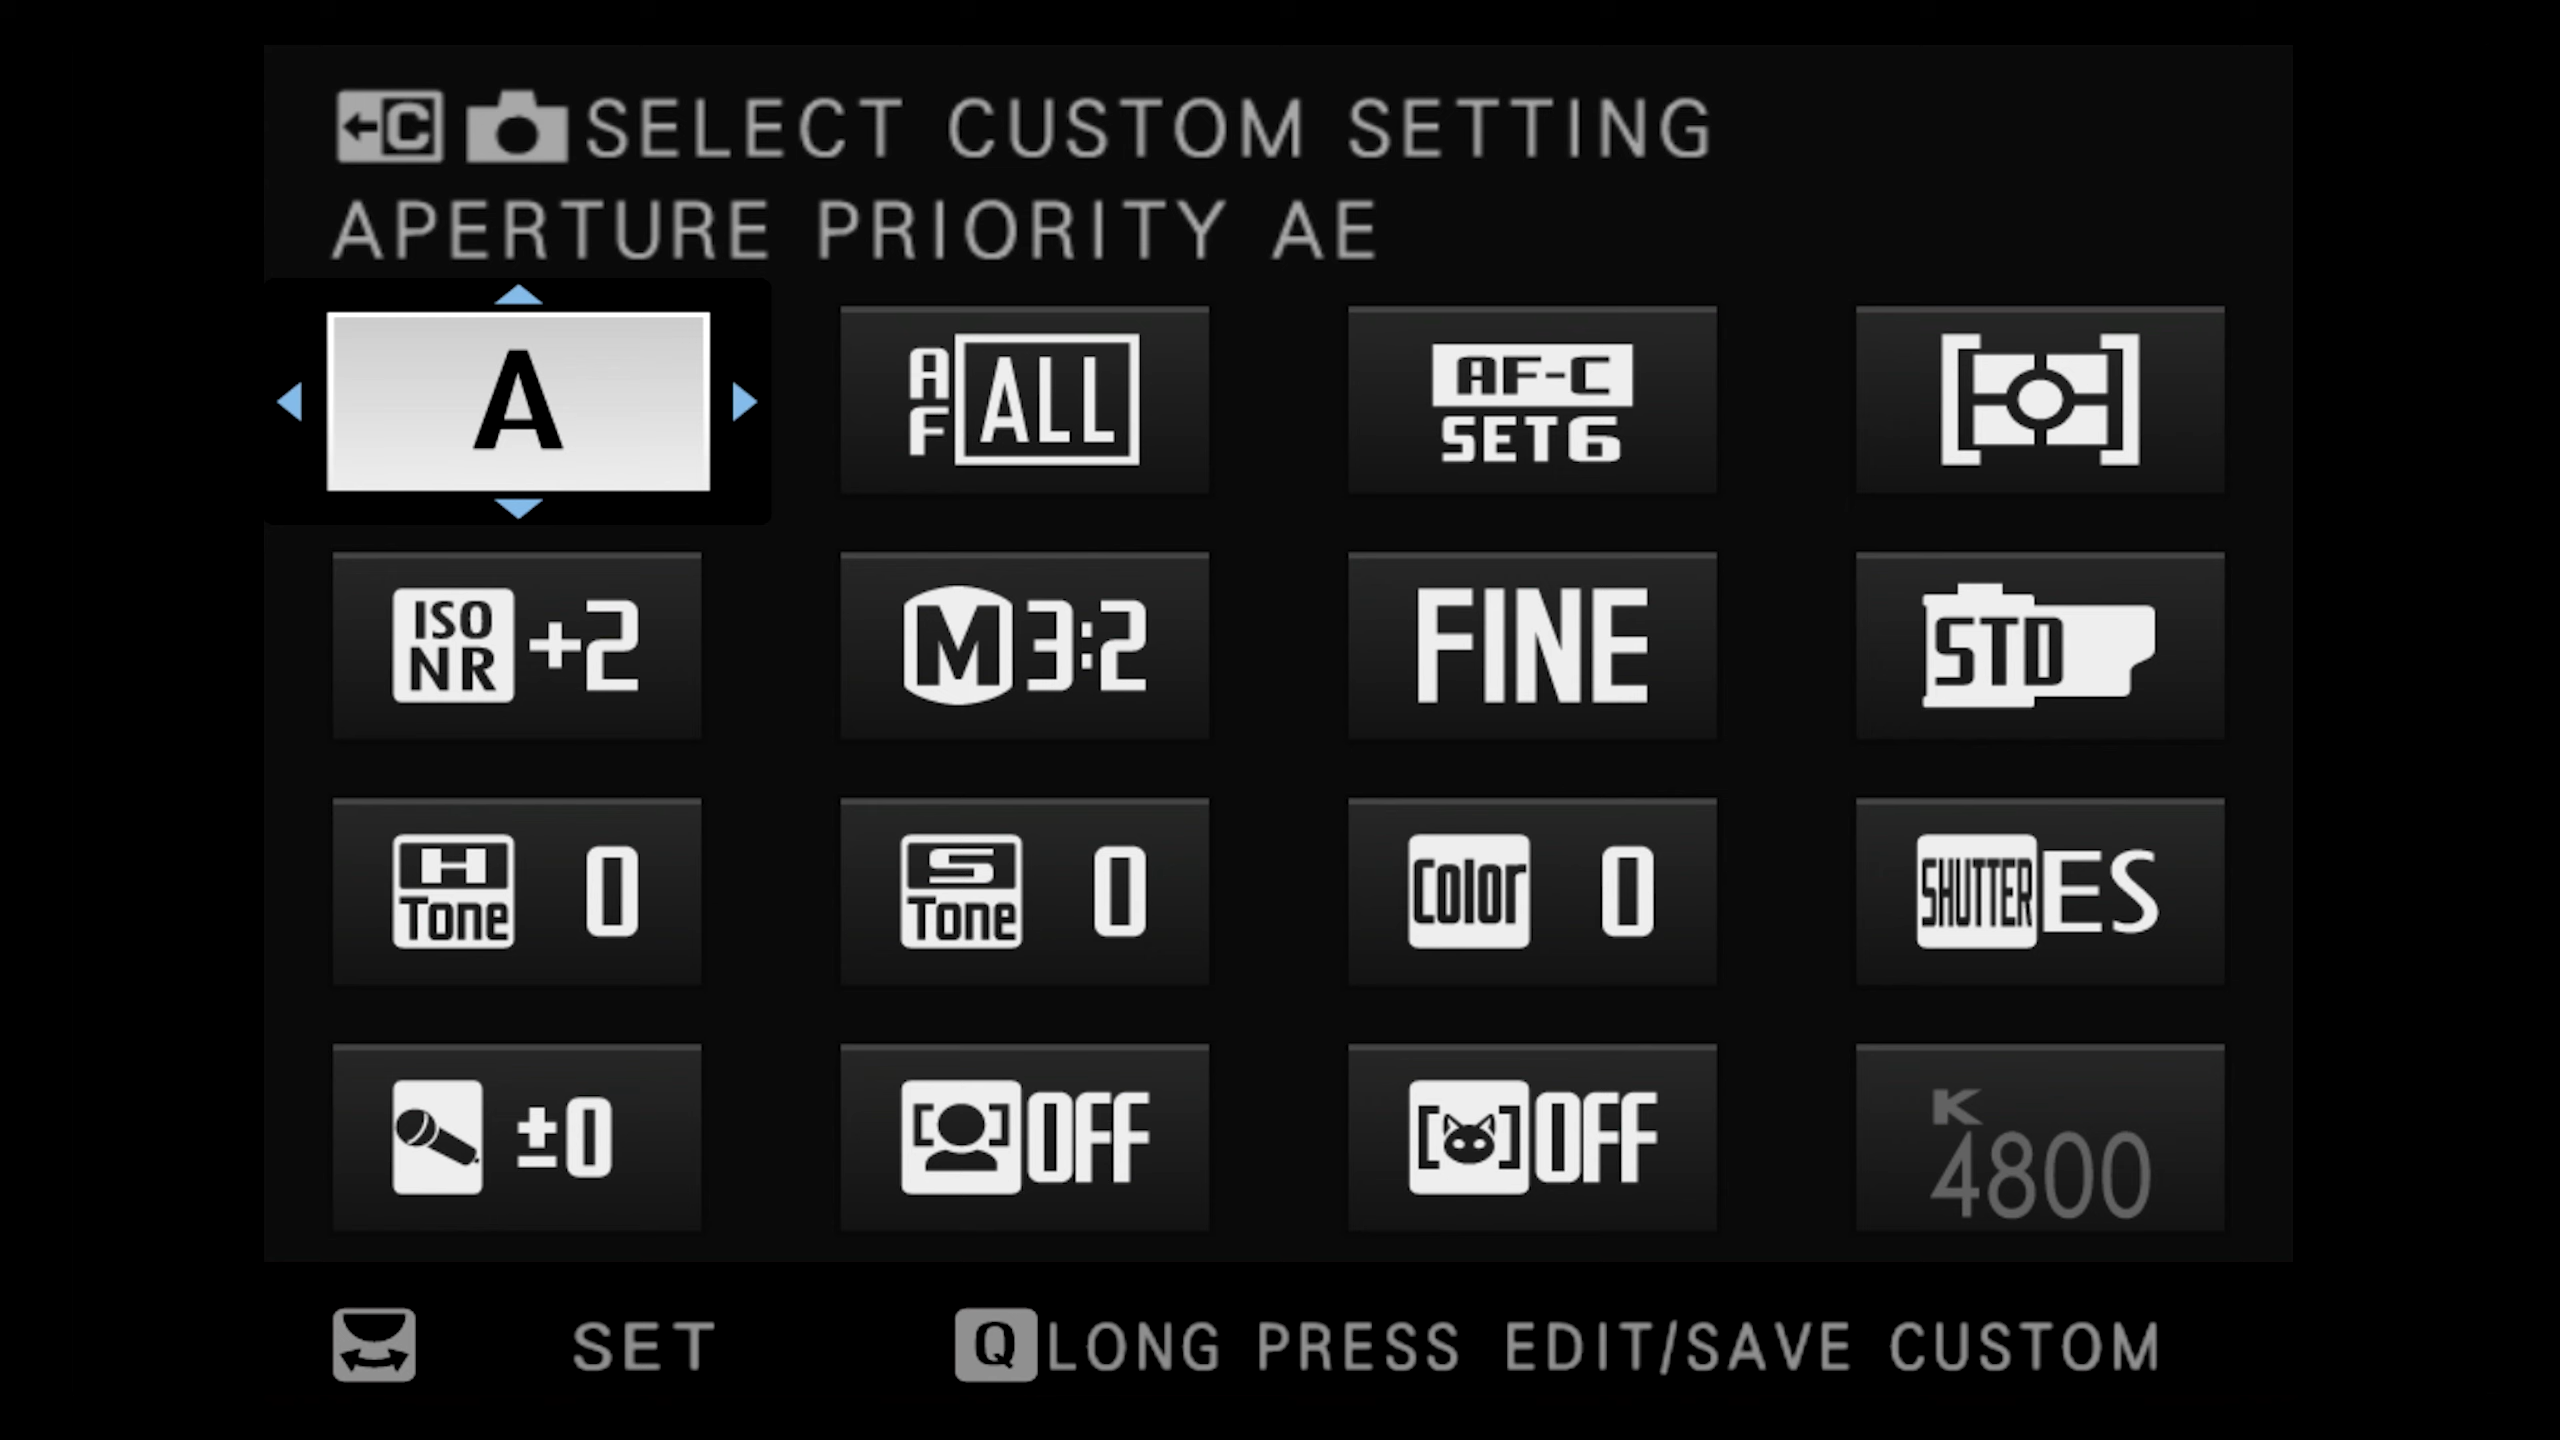 C SELECT CUSTOM SETTING
APERTURE PRIORITY AE
A
AF ALL
AF-C SET6
ISO NR +2
M 3:2
FINE
STD
H Tone 0
S Tone 0
Color 0
SHUTTER ES
±0
OFF
OFF
K 4800
SET
Q LONG PRESS EDIT/SAVE CUSTOM